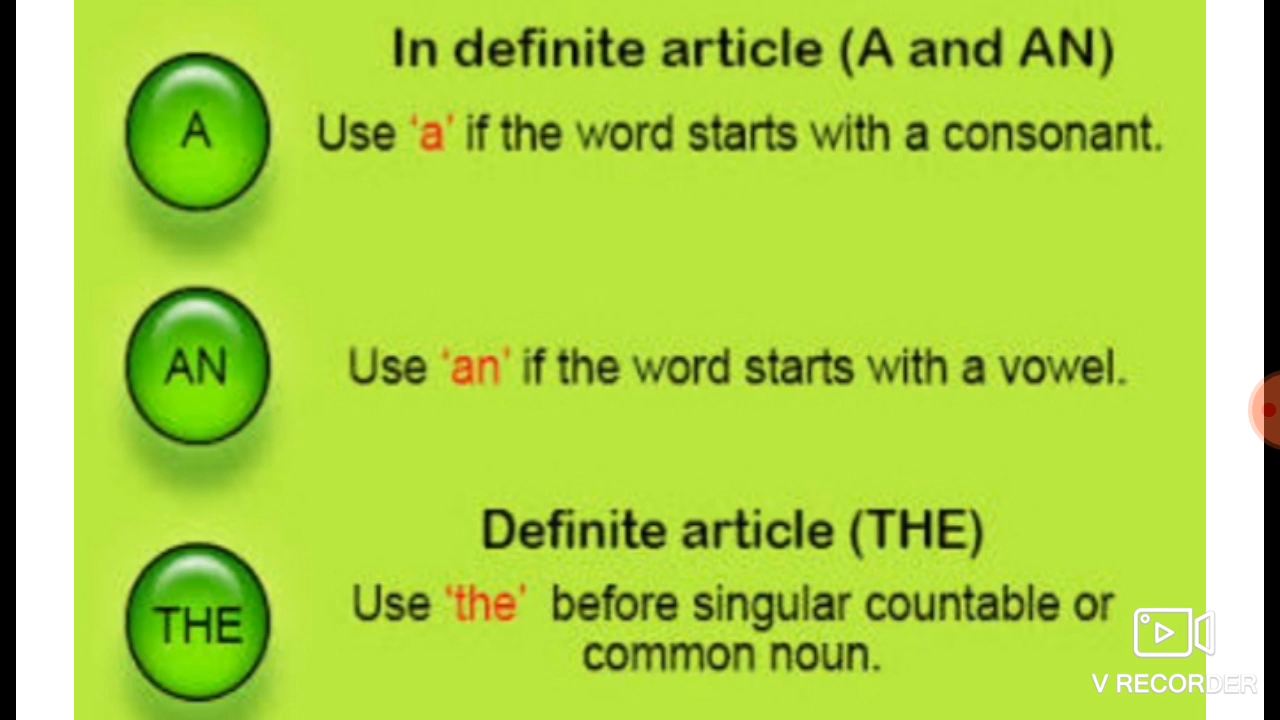 In definite article (A and AN)
A
Use ‘a’ if the word starts with a consonant.
AN
Use ‘an’ if the word starts with a vowel.
Definite article (THE)
THE
Use ‘the’ before singular countable or
common noun.
V RECORDER